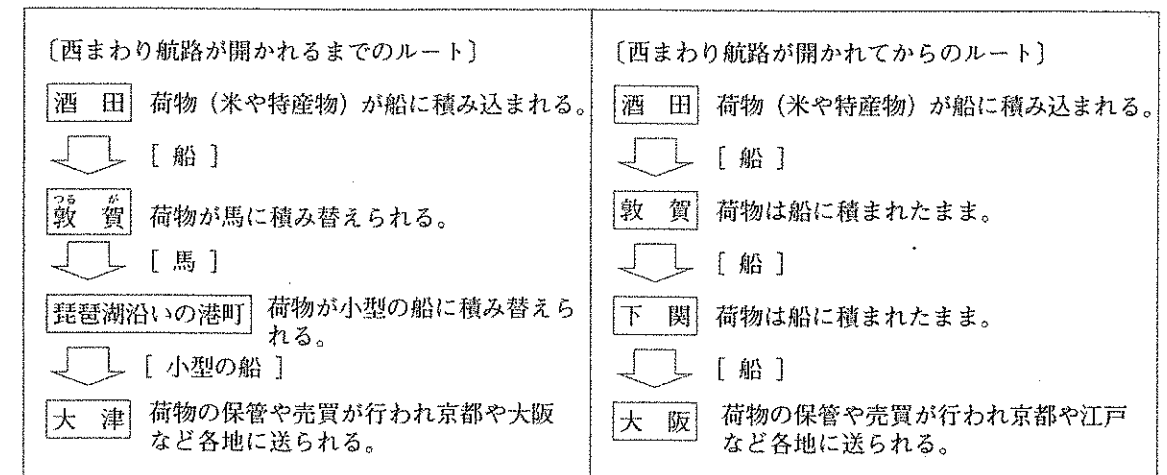 〔西まわり航路が開かれるまでのルート〕
酒 田 荷物（米や特産物）が船に積み込まれる。
［ 船 ］
つる が
敦 賀 荷物が馬に積み替えられる。
［ 馬 ］
琵琶湖沿いの港町 荷物が小型の船に積み替えら
れる。
［ 小型の船 ］
大 津 荷物の保管や売買が行われ京都や大阪
など各地に送られる。
〔西まわり航路が開かれてからのルート〕
酒 田 荷物（米や特産物）が船に積み込まれる。
［ 船 ］
敦 賀 荷物は船に積まれたまま。
［ 船 ］
下 関 荷物は船に積まれたまま。
［ 船 ］
大 阪 荷物の保管や売買が行われ京都や江戸
など各地に送られる。